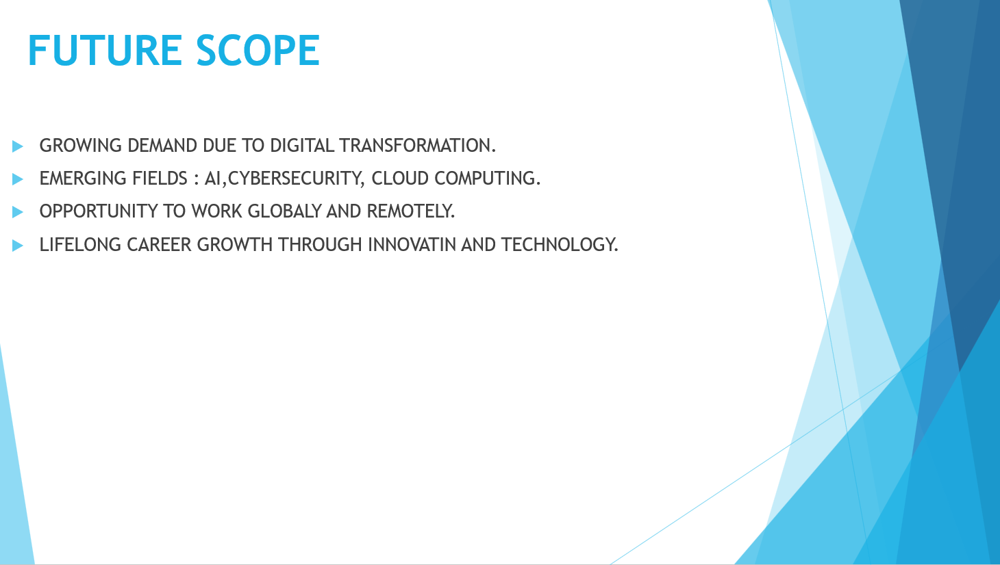 FUTURE SCOPE
GROWING DEMAND DUE TO DIGITAL TRANSFORMATION.
EMERGING FIELDS : AI,CYBERSECURITY, CLOUD COMPUTING.
OPPORTUNITY TO WORK GLOBALY AND REMOTELY.
LIFELONG CAREER GROWTH THROUGH INNOVATIN AND TECHNOLOGY.